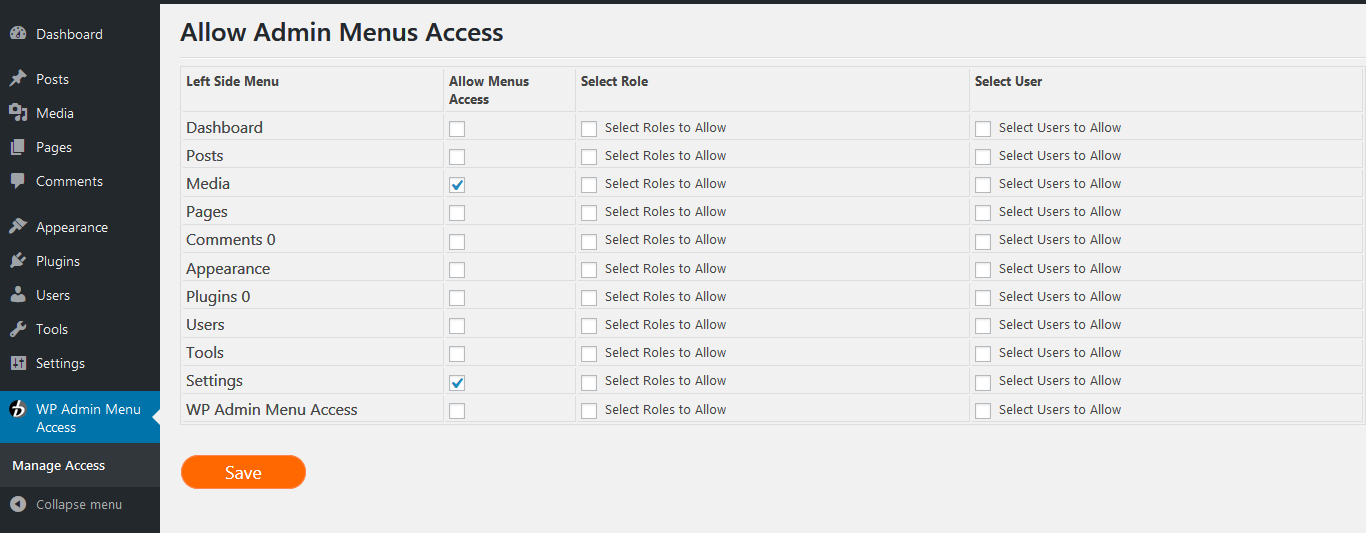 Dashboard
Posts
Media
Pages
Comments
Appearance
Plugins
Users
Tools
Settings
WP Admin Menu
Access
Manage Access
Collapse menu
Allow Admin Menus Access
Left Side Menu Allow Menus Access Select Role Select User
Dashboard Select Roles to Allow Select Users to Allow
Posts Select Roles to Allow Select Users to Allow
Media Select Roles to Allow Select Users to Allow
Pages Select Roles to Allow Select Users to Allow
Comments 0 Select Roles to Allow Select Users to Allow
Appearance Select Roles to Allow Select Users to Allow
Plugins 0 Select Roles to Allow Select Users to Allow
Users Select Roles to Allow Select Users to Allow
Tools Select Roles to Allow Select Users to Allow
Settings Select Roles to Allow Select Users to Allow
WP Admin Menu Access Select Roles to Allow Select Users to Allow
Save